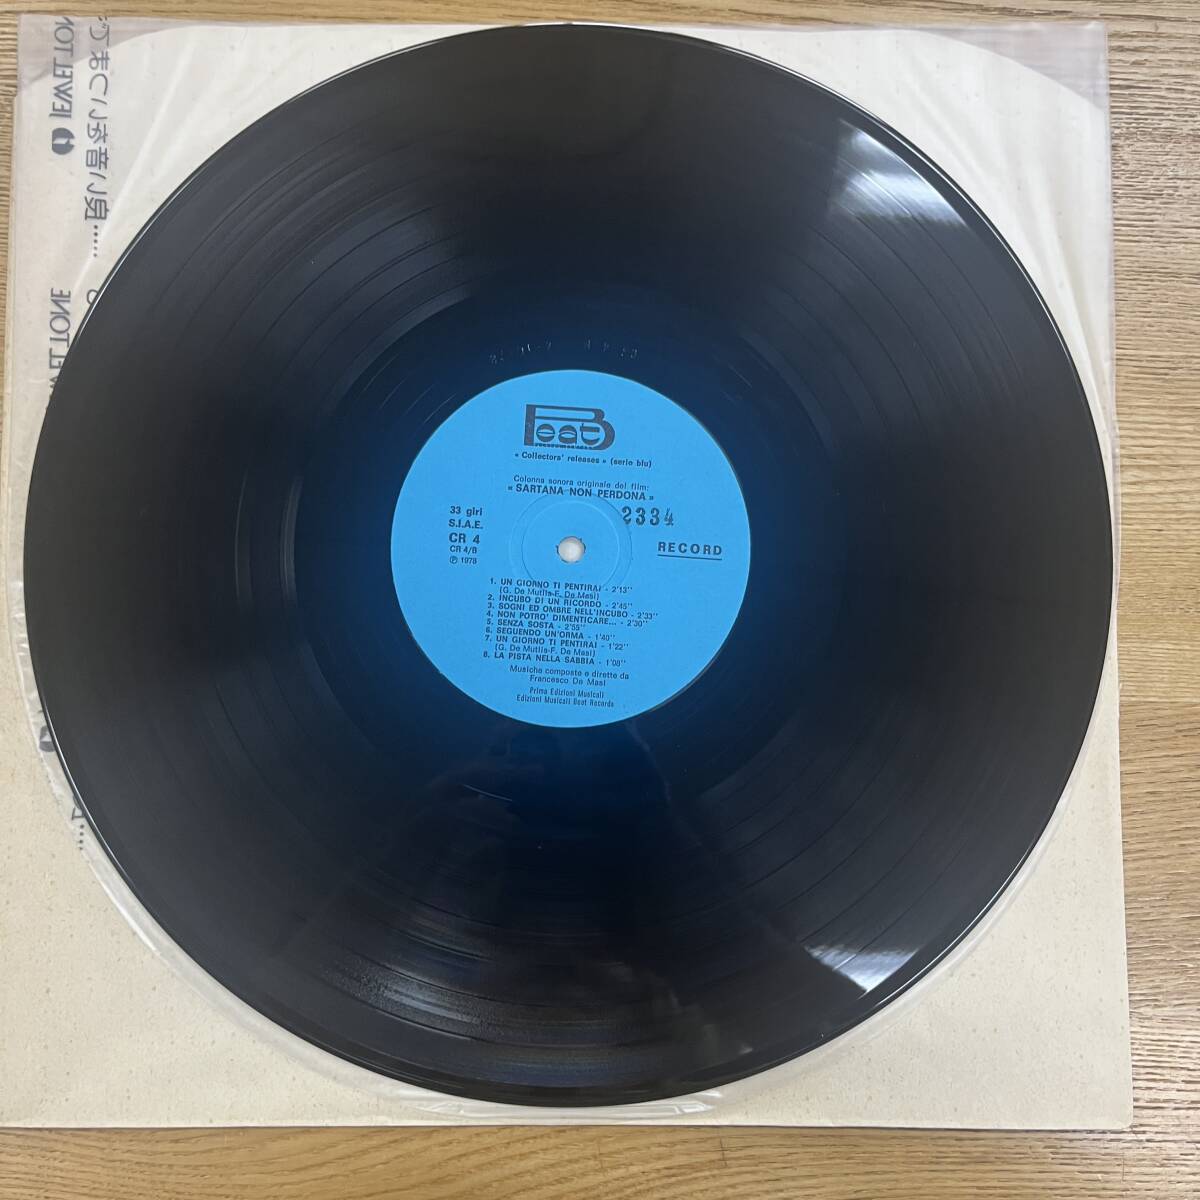 Beat
« Collectors' releases » (serie blu)
Colonna sonora originale del film:
« SARTANA NON PERDONA »
33 giri
S.I.A.E.
CR 4
CR 4/B
℗ 1978
2334
RECORD
1. UN GIORNO TI PENTIRAI - 2'13''
(G. De Mutiis-F. De Masi)
2. INCUBO DI UN RICORDO - 2'45''
3. SOGNI ED OMBRE NELL'INCUBO - 2'33''
4. NON POTRO' DIMENTICARE... - 2'30''
5. SENZA SOSTA - 2'55''
6. SEGUENDO UN'ORMA - 1'40''
7. UN GIORNO TI PENTIRAI - 1'22''
(G. De Mutiis-F. De Masi)
8. LA PISTA NELLA SABBIA - 1'08''
Musiche composte e dirette da
Francesco De Masi
Prima Edizioni Musicali
Edizioni Musicali Beat Records
JEWEL TONE